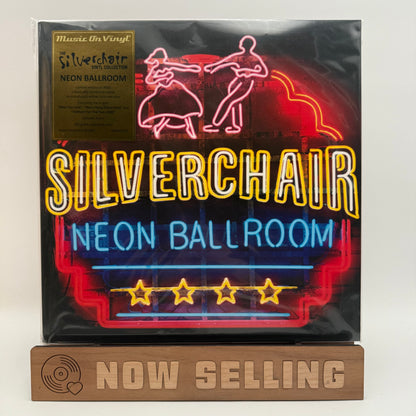 Music On Vinyl
THE
silverchair
VINYL COLLECTION
NEON BALLROOM
SILVERCHAIR
NEON BALLROOM
NOW SELLING